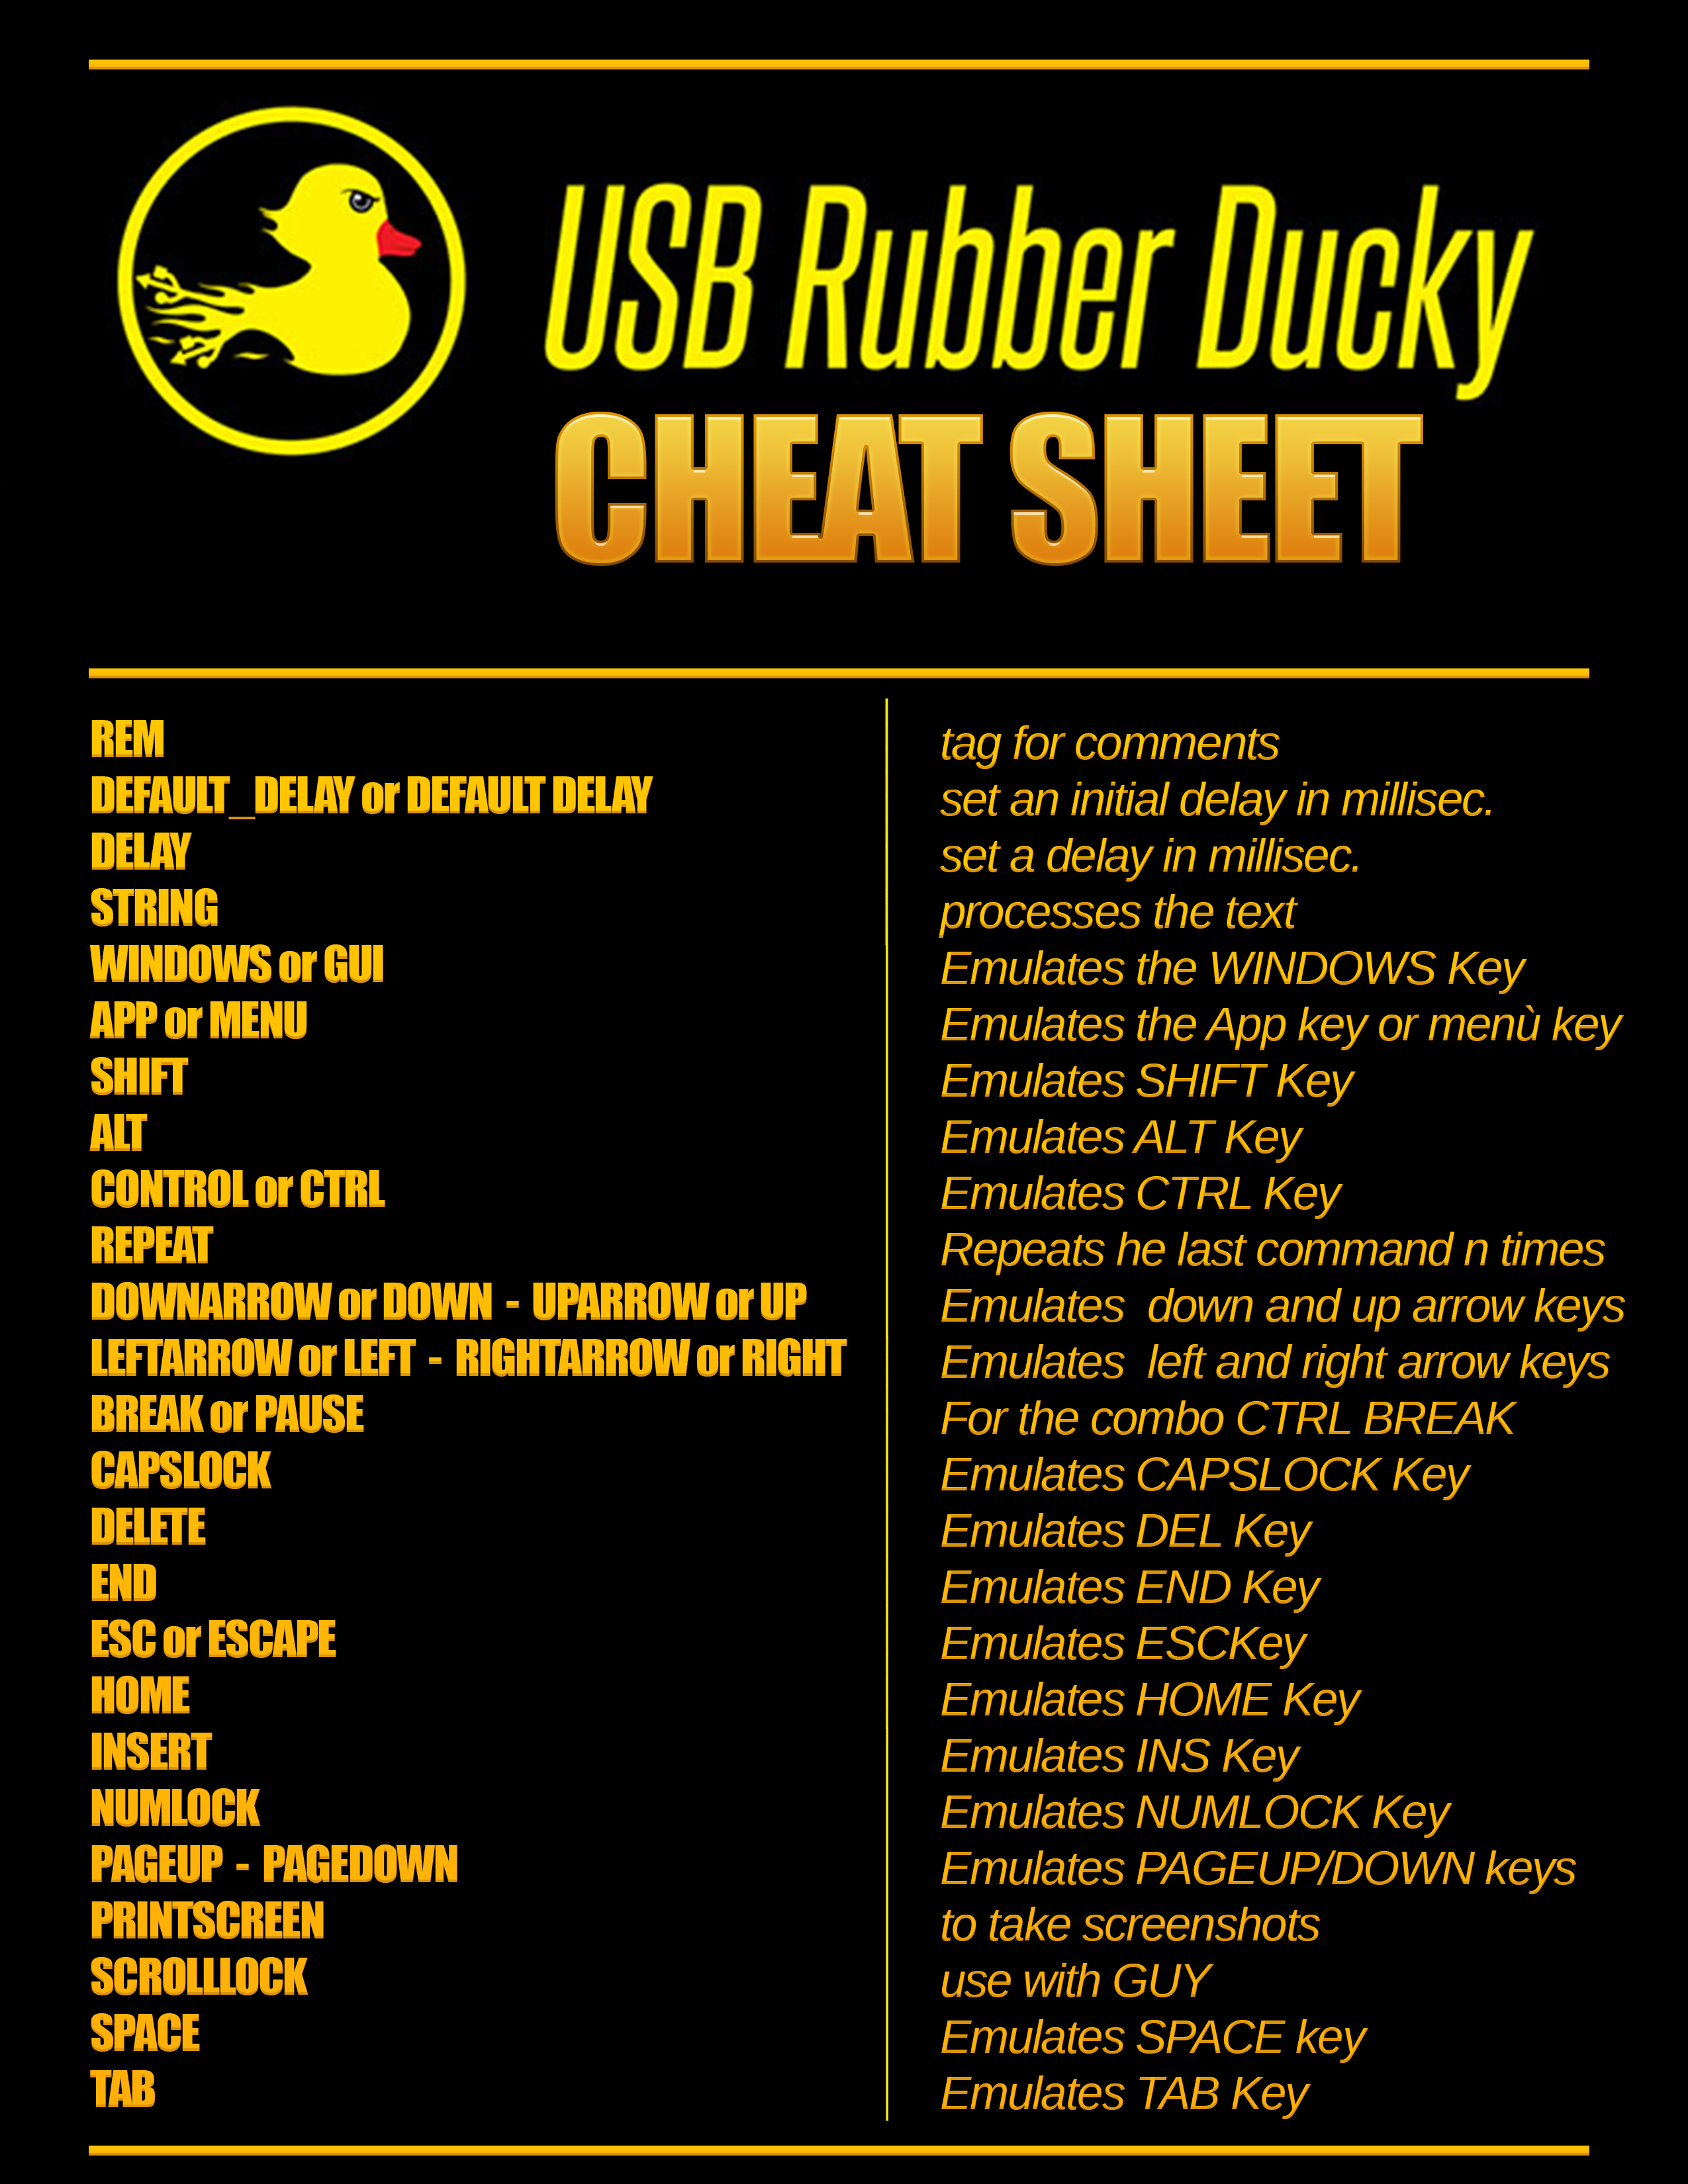 USB Rubber Ducky
CHEAT SHEET
REM tag for comments
DEFAULT_DELAY or DEFAULT DELAY set an initial delay in millisec.
DELAY set a delay in millisec.
STRING processes the text
WINDOWS or GUI Emulates the WINDOWS Key
APP or MENU Emulates the App key or menù key
SHIFT Emulates SHIFT Key
ALT Emulates ALT Key
CONTROL or CTRL Emulates CTRL Key
REPEAT Repeats he last command n times
DOWNARROW or DOWN - UPARROW or UP Emulates down and up arrow keys
LEFTARROW or LEFT - RIGHTARROW or RIGHT Emulates left and right arrow keys
BREAK or PAUSE For the combo CTRL BREAK
CAPSLOCK Emulates CAPSLOCK Key
DELETE Emulates DEL Key
END Emulates END Key
ESC or ESCAPE Emulates ESCKey
HOME Emulates HOME Key
INSERT Emulates INS Key
NUMLOCK Emulates NUMLOCK Key
PAGEUP - PAGEDOWN Emulates PAGEUP/DOWN keys
PRINTSCREEN to take screenshots
SCROLLLOCK use with GUY
SPACE Emulates SPACE key
TAB Emulates TAB Key